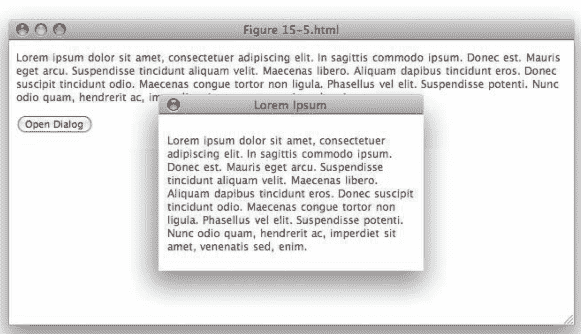 Figure 15-5.html
Lorem ipsum dolor sit amet, consectetuer adipiscing elit. In sagittis commodo ipsum. Donec est. Mauris
eget arcu. Suspendisse tincidunt aliquam velit. Maecenas libero. Aliquam dapibus tincidunt odio. Donec
suscipit tincidunt odio. Maecenas congue tortor non ligula. Phasellus vel elit. Suspendisse potenti. Nunc
odio quam, hendrerit ac,
Open Dialog
Lorem Ipsum
Lorem ipsum dolor sit amet, consectetuer
adipiscing elit. In sagittis commodo ipsum.
Donec est. Mauris eget arcu. Suspendisse
tincidunt aliquam velit. Maecenas libero.
Aliquam dapibus tincidunt odio. Donec suscipit
tincidunt odio. Maecenas congue tortor non
ligula. Phasellus vel elit. Suspendisse potenti.
Nunc odio quam, hendrerit ac, imperdiet sit
amet, venenatis sed, enim.